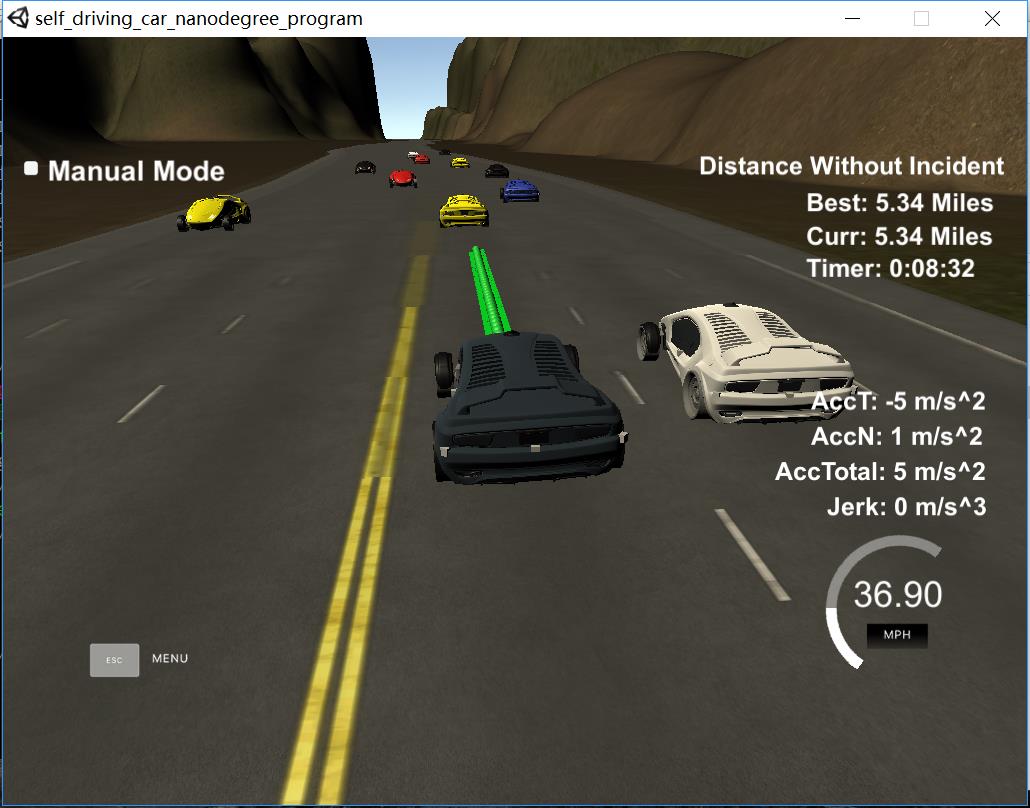 self_driving_car_nanodegree_program
Manual Mode
Distance Without Incident
Best: 5.34 Miles
Curr: 5.34 Miles
Timer: 0:08:32
AccT: -5 m/s^2
AccN: 1 m/s^2
AccTotal: 5 m/s^2
Jerk: 0 m/s^3
36.90
MPH
ESC MENU